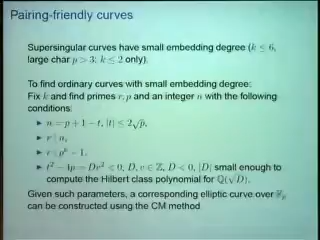 Pairing-friendly curves
Supersingular curves have small embedding degree (k ≤ 6,
large char p > 3: k ≤ 2 only).
To find ordinary curves with small embedding degree:
Fix k and find primes r, p and an integer n with the following
conditions:
► n = p + 1 − t, |t| ≤ 2√p,
► r | n,
► r | pᵏ − 1,
► t² − 4p = Dv² < 0, D, v ∈ ℤ, D < 0, |D| small enough to
compute the Hilbert class polynomial for ℚ(√D).
Given such parameters, a corresponding elliptic curve over 𝔽ₚ
can be constructed using the CM method